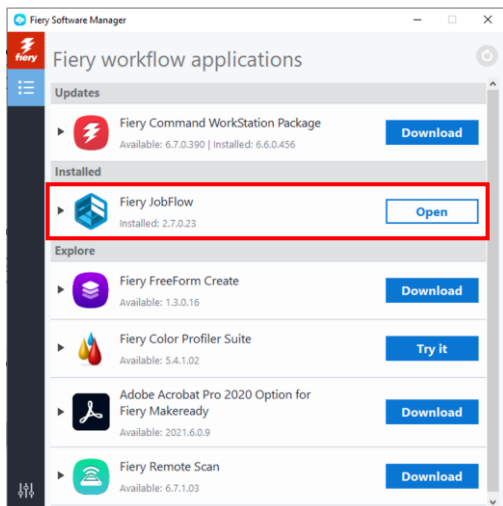 Fiery Software Manager
fiery
Fiery workflow applications
Updates
Fiery Command WorkStation Package
Available: 6.7.0.390 | Installed: 6.6.0.456
Download
Installed
Fiery JobFlow
Installed: 2.7.0.23
Open
Explore
Fiery FreeForm Create
Available: 1.3.0.16
Download
Fiery Color Profiler Suite
Available: 5.4.1.02
Try it
Adobe Acrobat Pro 2020 Option for
Fiery Makeready
Available: 2021.6.0.9
Download
Fiery Remote Scan
Available: 6.7.1.03
Download